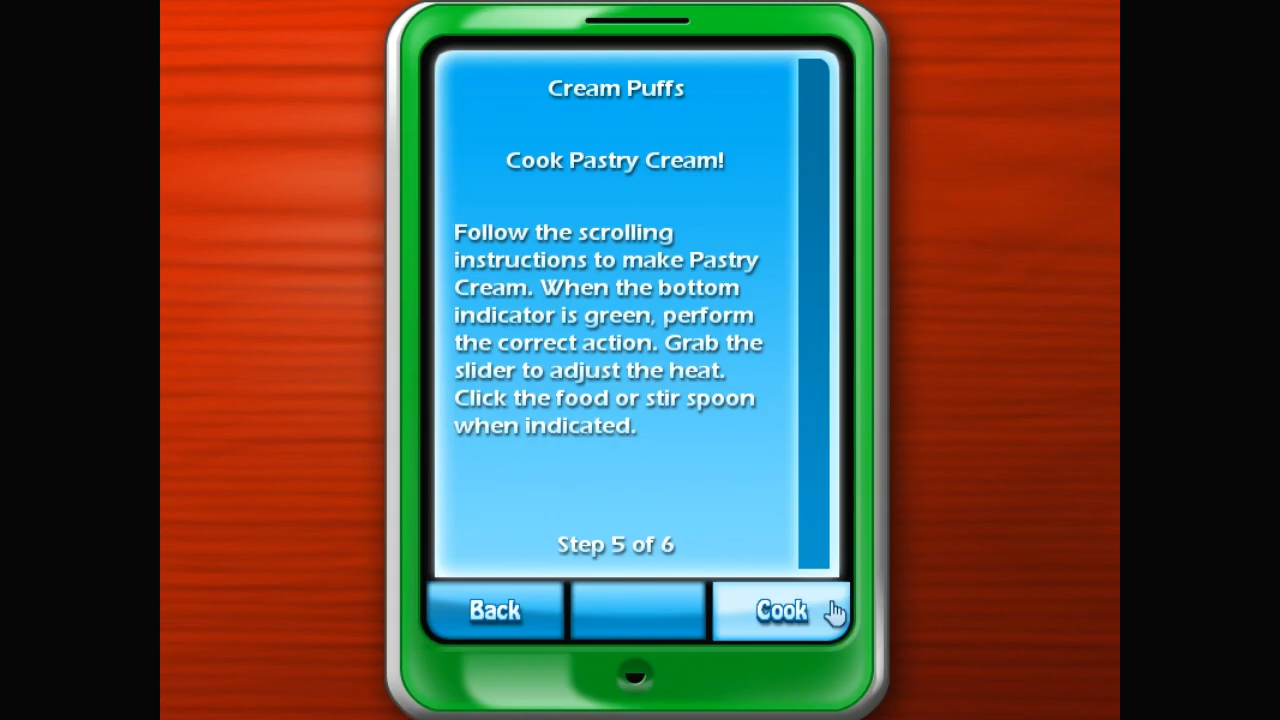 Cream Puffs
Cook Pastry Cream!
Follow the scrolling
instructions to make Pastry
Cream. When the bottom
indicator is green, perform
the correct action. Grab the
slider to adjust the heat.
Click the food or stir spoon
when indicated.
Step 5 of 6
Back
Cook